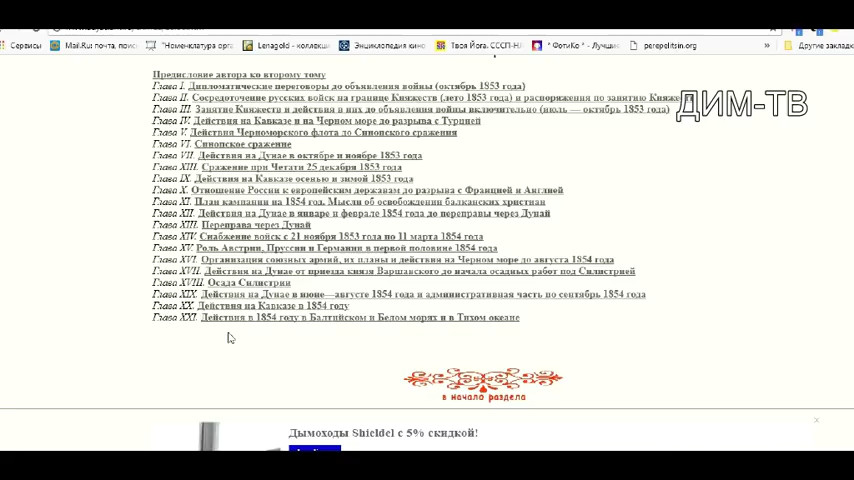 Сервисы
Mail.Ru: почта, поис
"Номенклатура орга
Lenagold - коллекц
Энциклопедия кино
Твоя Йога. СССП-НЛ
* ФотиКо * - Лучши
perepelitsin.org
»
Другие закладк
Предисловие автора ко второму тому
Глава I. Дипломатические переговоры до объявления войны (октябрь 1853 года)
Глава II. Сосредоточение русских войск на границе Княжеств (лето 1853 года) и распоряжения по занятию Княжеств
Глава III. Занятие Княжеств и действия в них до объявления войны включительно (июль — октябрь 1853 года)
ДИМ-ТВ
Глава IV. Действия на Кавказе и на Черном море до разрыва с Турцией
Глава V. Действия Черноморского флота до Синопского сражения
Глава VI. Синопское сражение
Глава VII. Действия на Дунае в октябре и ноябре 1853 года
Глава XIII. Сражение при Четати 25 декабря 1853 года
Глава IX. Действия на Кавказе осенью и зимой 1853 года
Глава X. Отношение России к европейским державам до разрыва с Францией и Англией
Глава XI. План кампании на 1854 год. Мысли об освобождении балканских христиан
Глава XII. Действия на Дунае в январе и феврале 1854 года до переправы через Дунай
Глава XIII. Переправа через Дунай
Глава XIV. Снабжение войск с 21 ноября 1853 года по 11 марта 1854 года
Глава XV. Роль Австрии, Пруссии и Германии в первой половине 1854 года
Глава XVI. Организация союзных армий, их планы и действия на Черном море до августа 1854 года
Глава XVII. Действия на Дунае от приезда князя Варшавского до начала осадных работ под Силистрией
Глава XVIII. Осада Силистрии
Глава XIX. Действия на Дунае в июне—августе 1854 года и административная часть по сентябрь 1854 года
Глава XX. Действия на Кавказе в 1854 году
Глава XXI. Действия в 1854 году в Балтийском и Белом морях и в Тихом океане
в начало раздела
Дымоходы Shieldel с 5% скидкой!